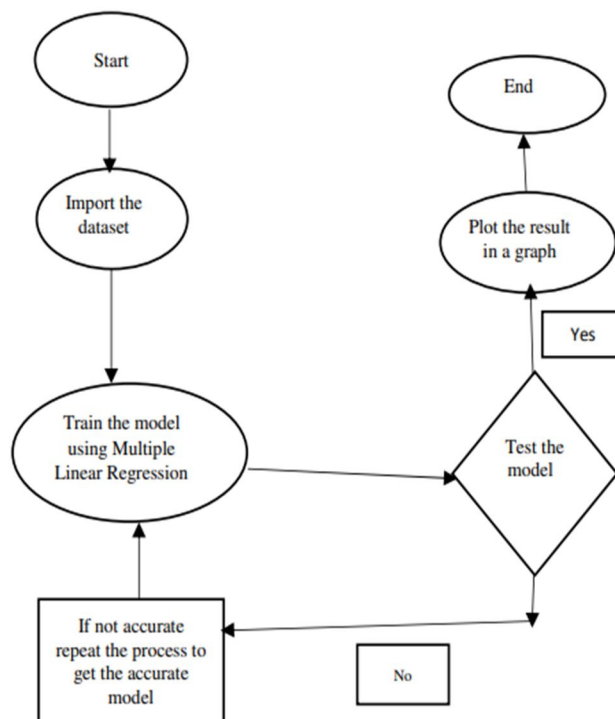 Start
Import the
dataset
Train the model
using Multiple
Linear Regression
If not accurate
repeat the process to
get the accurate
model
No
Test the
model
Yes
Plot the result
in a graph
End